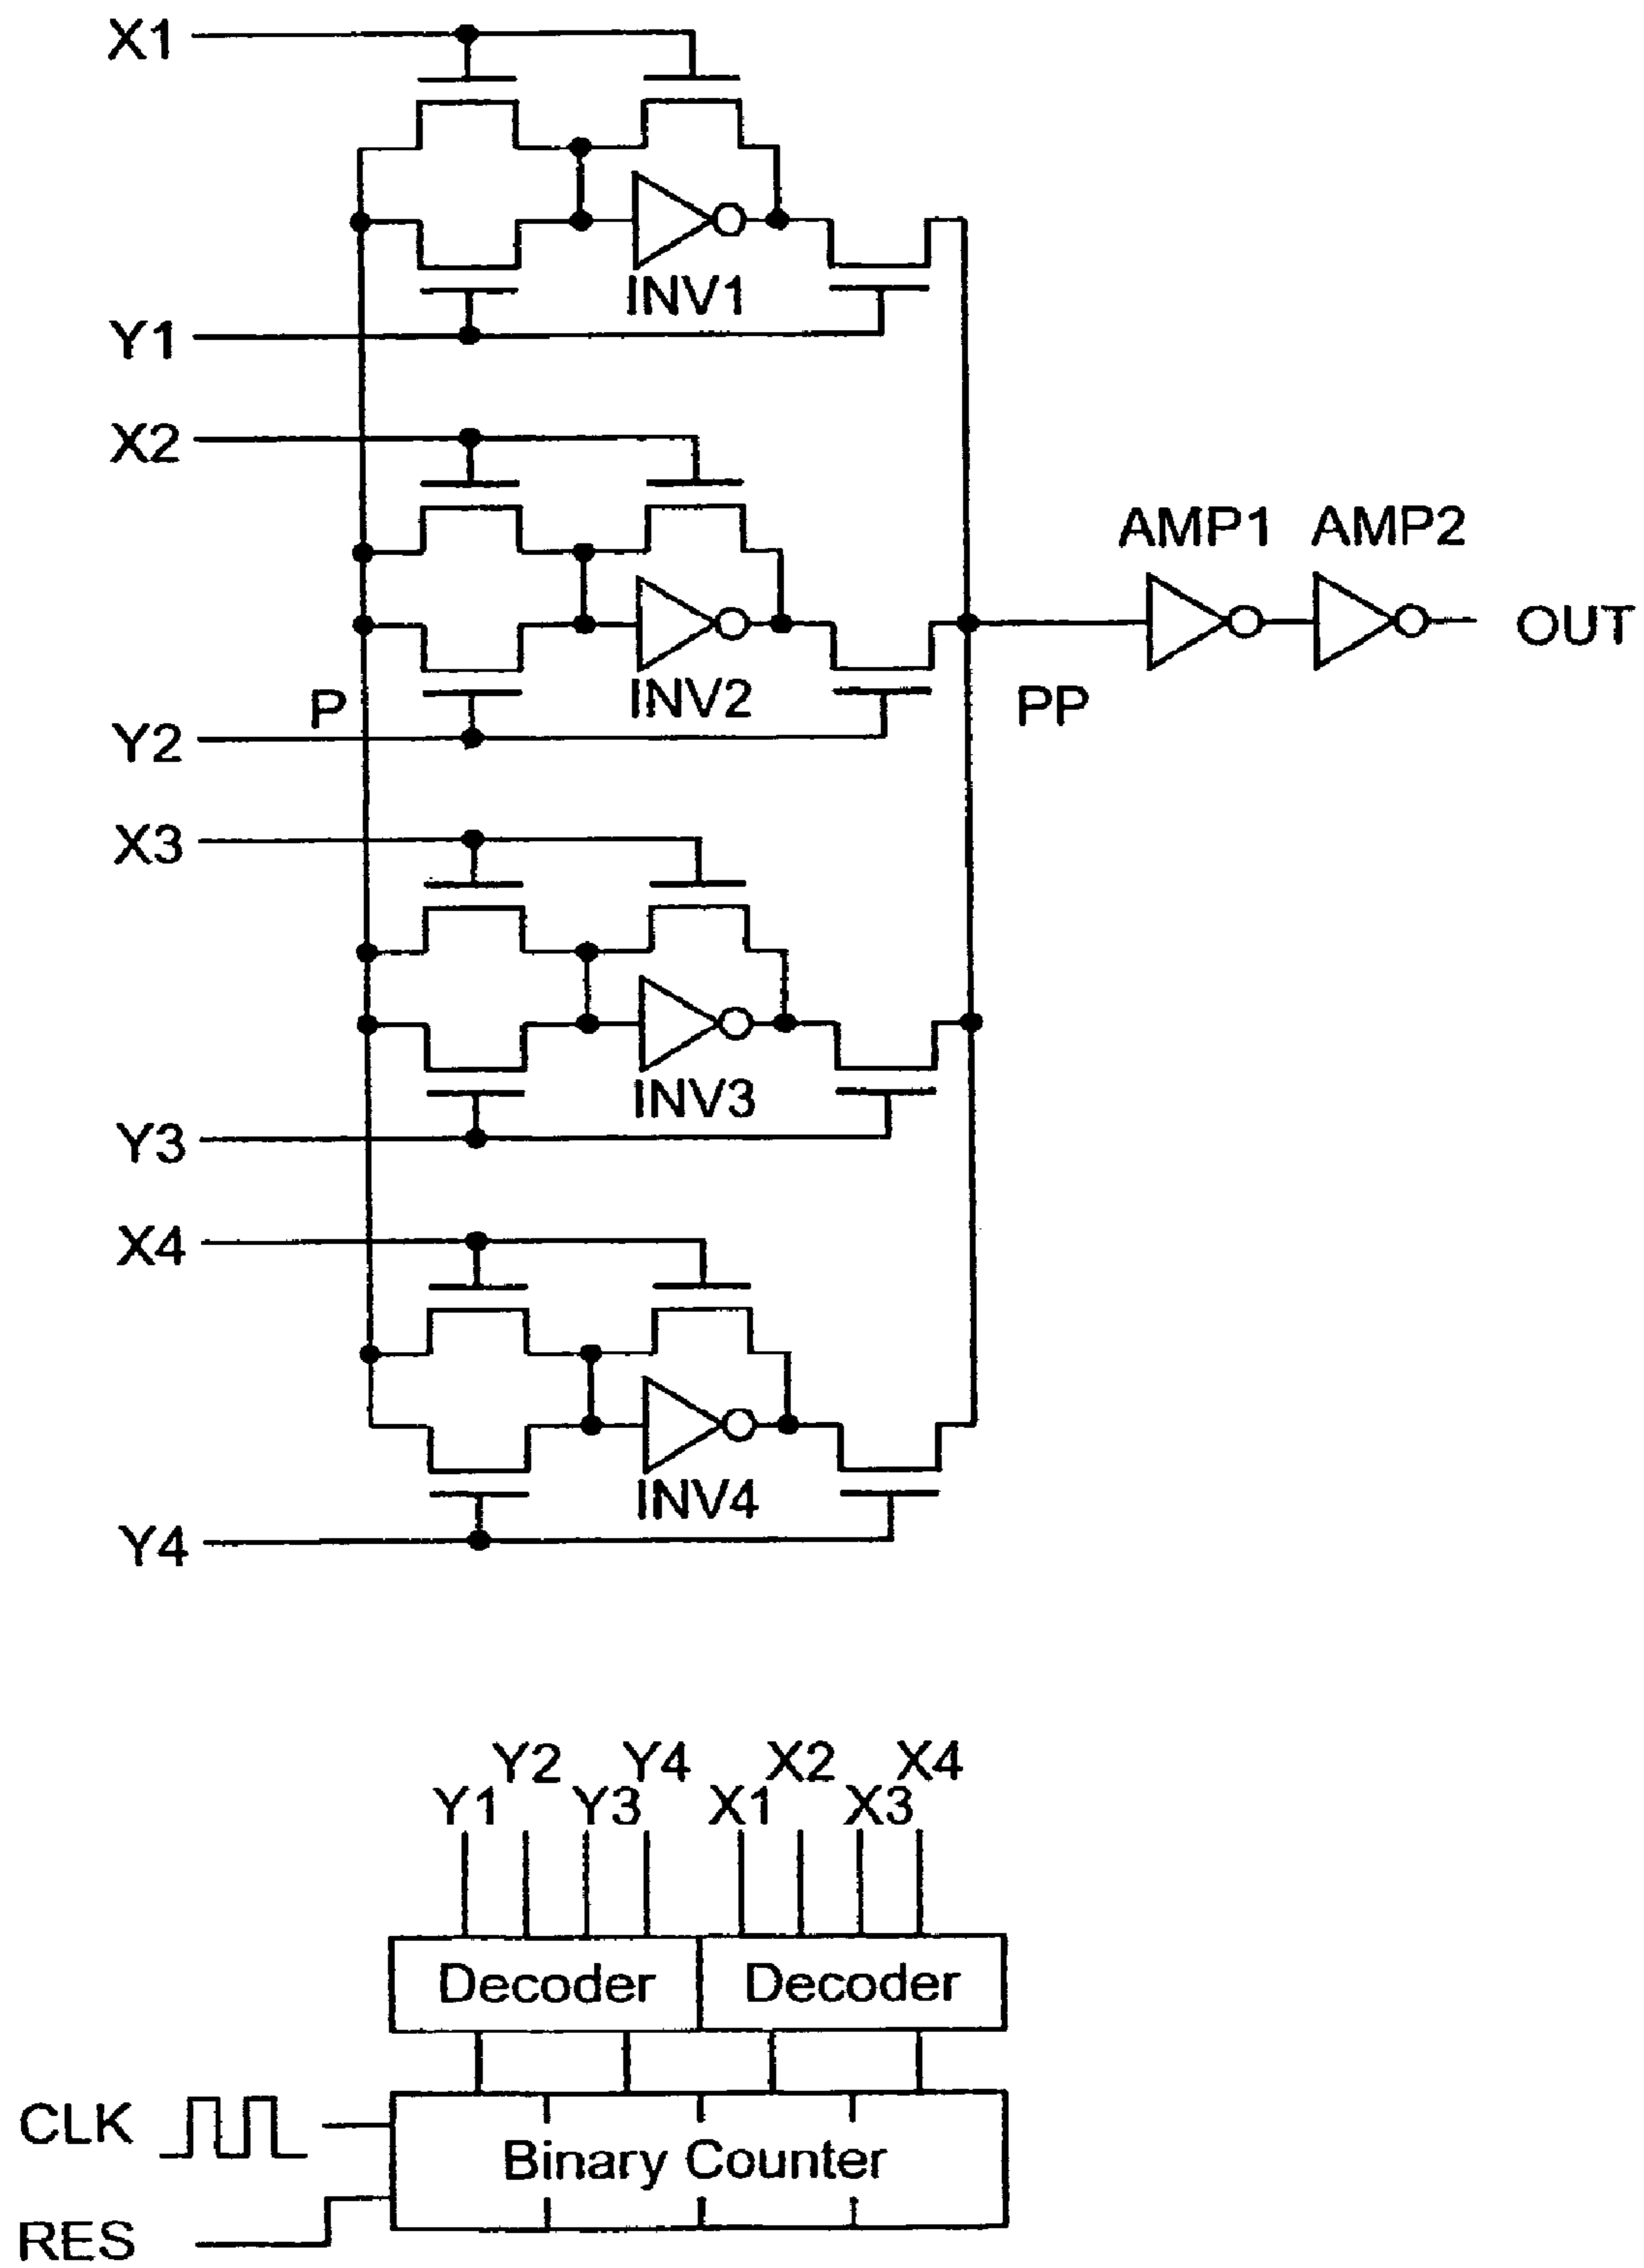 X1
INV1
Y1
X2
AMP1 AMP2
OUT
INV2
P
PP
Y2
X3
INV3
Y3
X4
INV4
Y4
Y2 Y4 X2 X4
Y1 Y3 X1 X3
Decoder Decoder
CLK
Binary Counter
RES